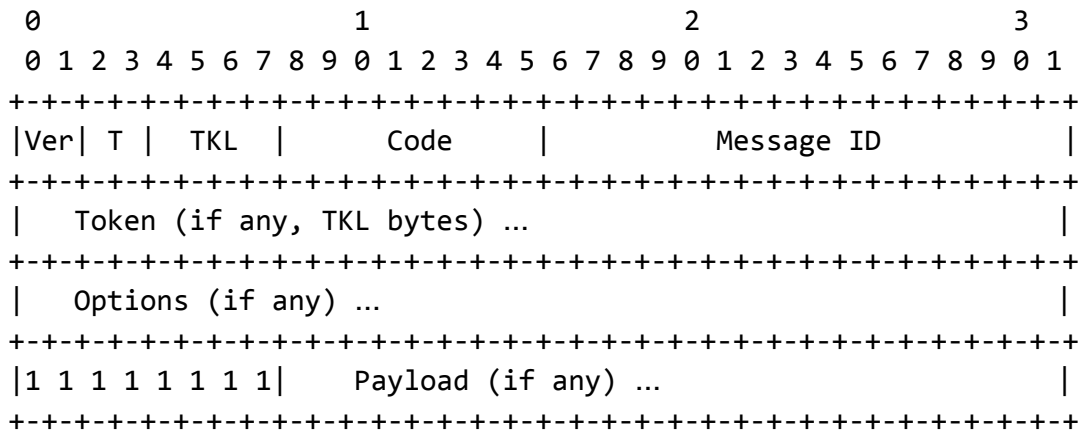 0                   1                   2                   3
 0 1 2 3 4 5 6 7 8 9 0 1 2 3 4 5 6 7 8 9 0 1 2 3 4 5 6 7 8 9 0 1
+-+-+-+-+-+-+-+-+-+-+-+-+-+-+-+-+-+-+-+-+-+-+-+-+-+-+-+-+-+-+-+-+
|Ver| T |  TKL  |      Code     |          Message ID           |
+-+-+-+-+-+-+-+-+-+-+-+-+-+-+-+-+-+-+-+-+-+-+-+-+-+-+-+-+-+-+-+-+
|   Token (if any, TKL bytes) ...                               |
+-+-+-+-+-+-+-+-+-+-+-+-+-+-+-+-+-+-+-+-+-+-+-+-+-+-+-+-+-+-+-+-+
|   Options (if any) ...                                        |
+-+-+-+-+-+-+-+-+-+-+-+-+-+-+-+-+-+-+-+-+-+-+-+-+-+-+-+-+-+-+-+-+
|1 1 1 1 1 1 1 1|    Payload (if any) ...                       |
+-+-+-+-+-+-+-+-+-+-+-+-+-+-+-+-+-+-+-+-+-+-+-+-+-+-+-+-+-+-+-+-+